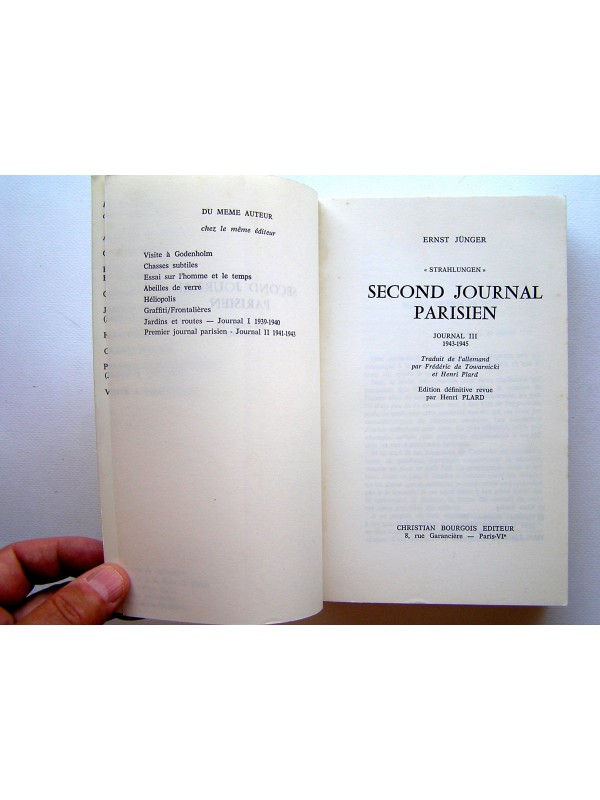 DU MEME AUTEUR
chez le même éditeur
Visite à Godenholm
Chasses subtiles
Essai sur l'homme et le temps
Abeilles de verre
Héliopolis
Graffiti/Frontalières
Jardins et routes — Journal I 1939-1940
Premier journal parisien - Journal II 1941-1943
ERNST JÜNGER
« STRAHLUNGEN »
SECOND JOURNAL
PARISIEN
JOURNAL III
1943-1945
Traduit de l'allemand
par Frédéric de Towarnicki
et Henri Plard
Edition définitive revue
par Henri PLARD
CHRISTIAN BOURGOIS EDITEUR
8, rue Garancière — Paris-VIe